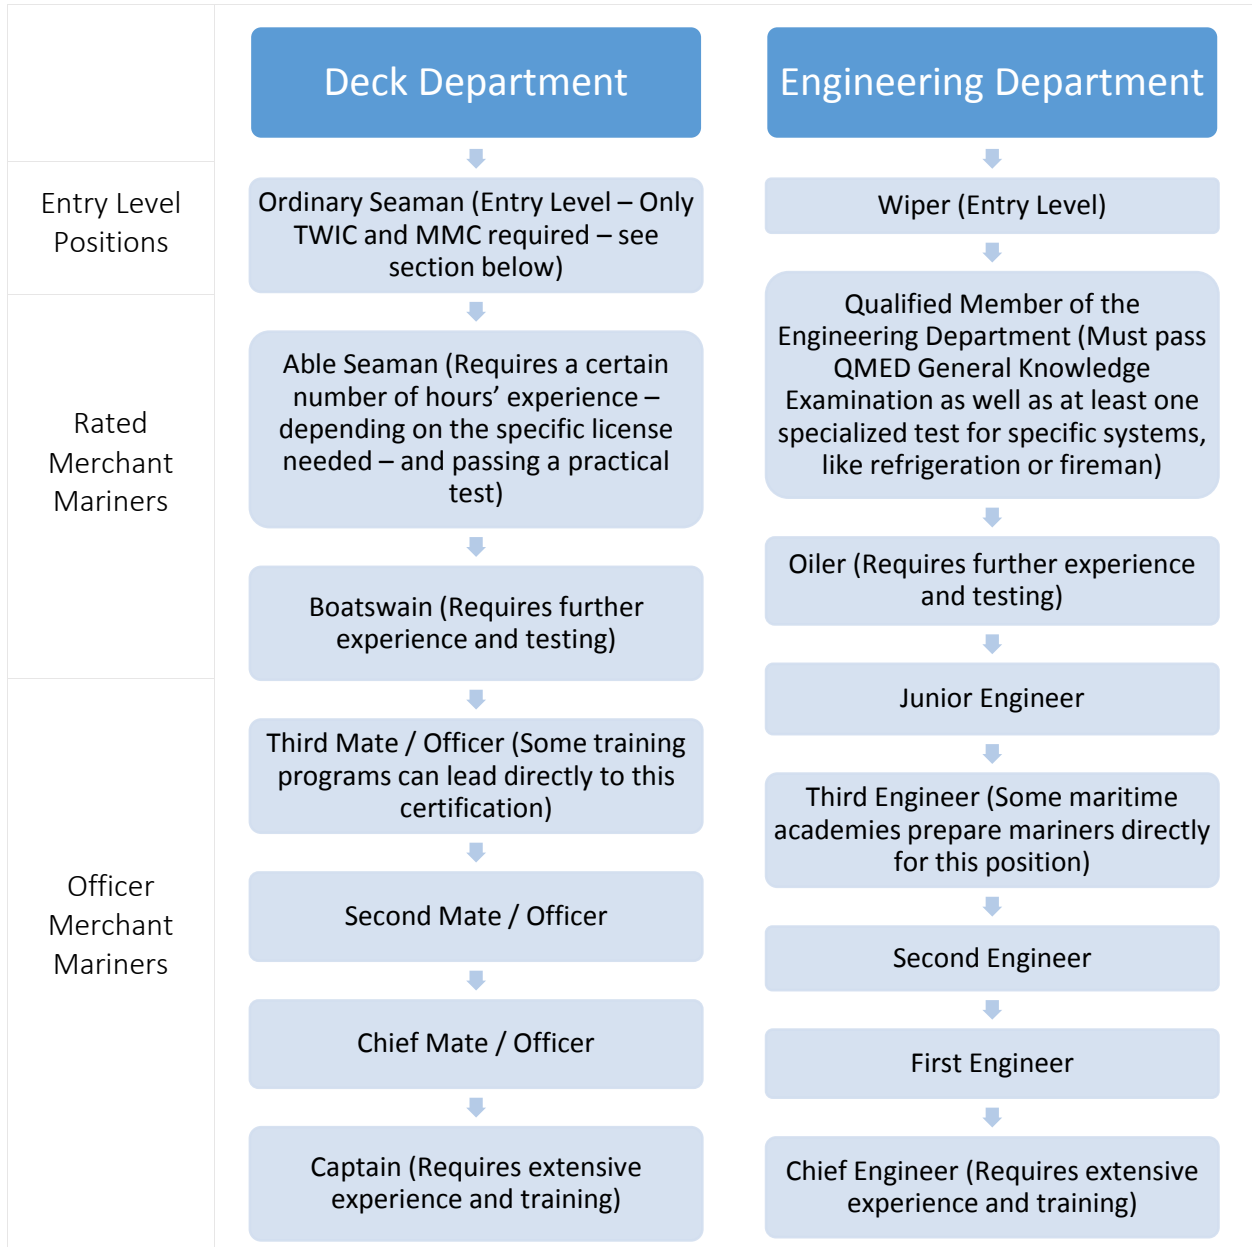 Deck Department
Engineering Department
Entry Level
Positions
Ordinary Seaman (Entry Level – Only
TWIC and MMC required – see
section below)
Wiper (Entry Level)
Rated
Merchant
Mariners
Able Seaman (Requires a certain
number of hours’ experience –
depending on the specific license
needed – and passing a practical
test)
Qualified Member of the
Engineering Department (Must pass
QMED General Knowledge
Examination as well as at least one
specialized test for specific systems,
like refrigeration or fireman)
Boatswain (Requires further
experience and testing)
Oiler (Requires further experience
and testing)
Officer
Merchant
Mariners
Third Mate / Officer (Some training
programs can lead directly to this
certification)
Second Mate / Officer
Chief Mate / Officer
Captain (Requires extensive
experience and training)
Junior Engineer
Third Engineer (Some maritime
academies prepare mariners directly
for this position)
Second Engineer
First Engineer
Chief Engineer (Requires extensive
experience and training)